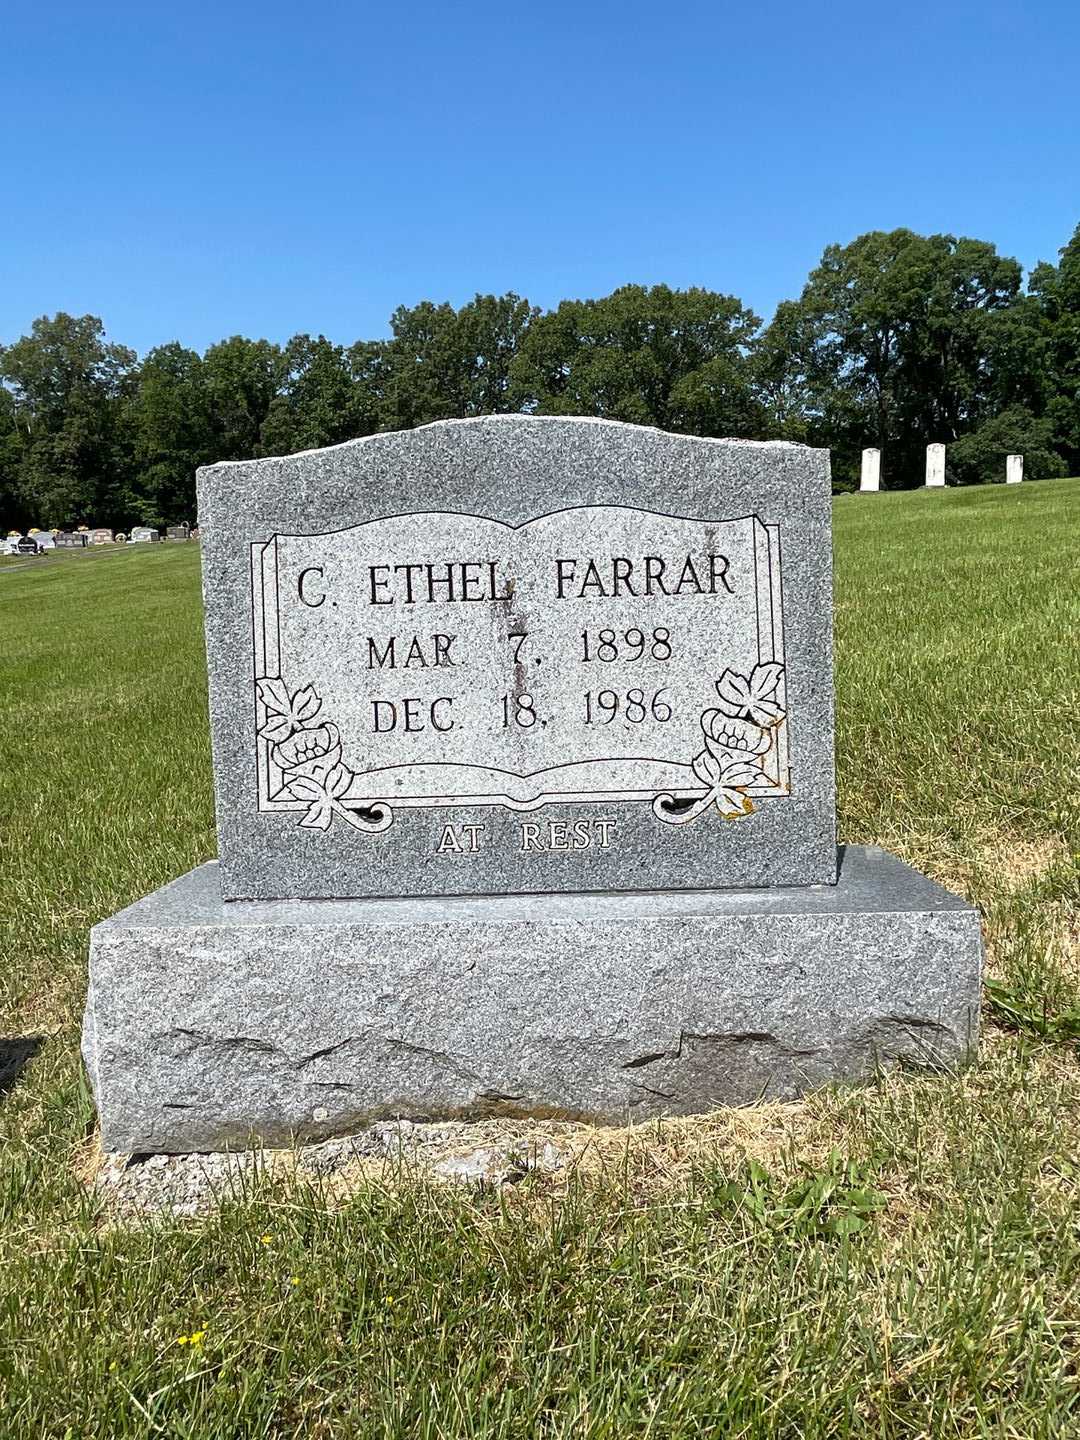 C. ETHEL FARRAR
MAR. 7, 1898
DEC. 18, 1986
AT REST